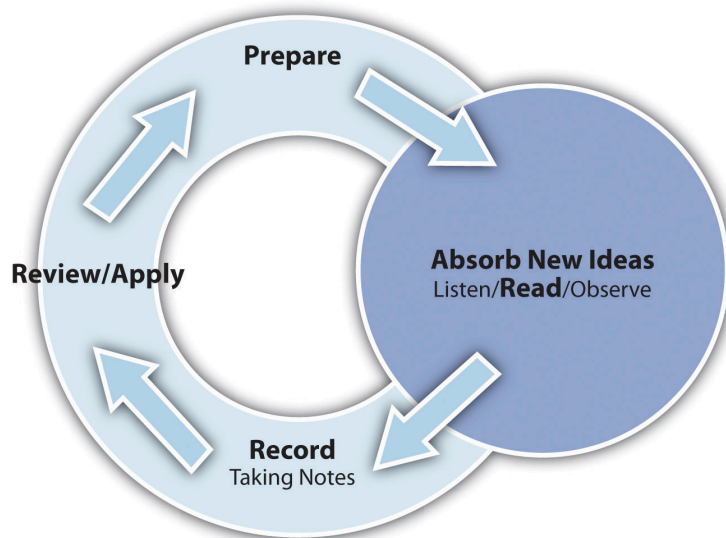 Prepare
Absorb New Ideas
Listen/Read/Observe
Record
Taking Notes
Review/Apply